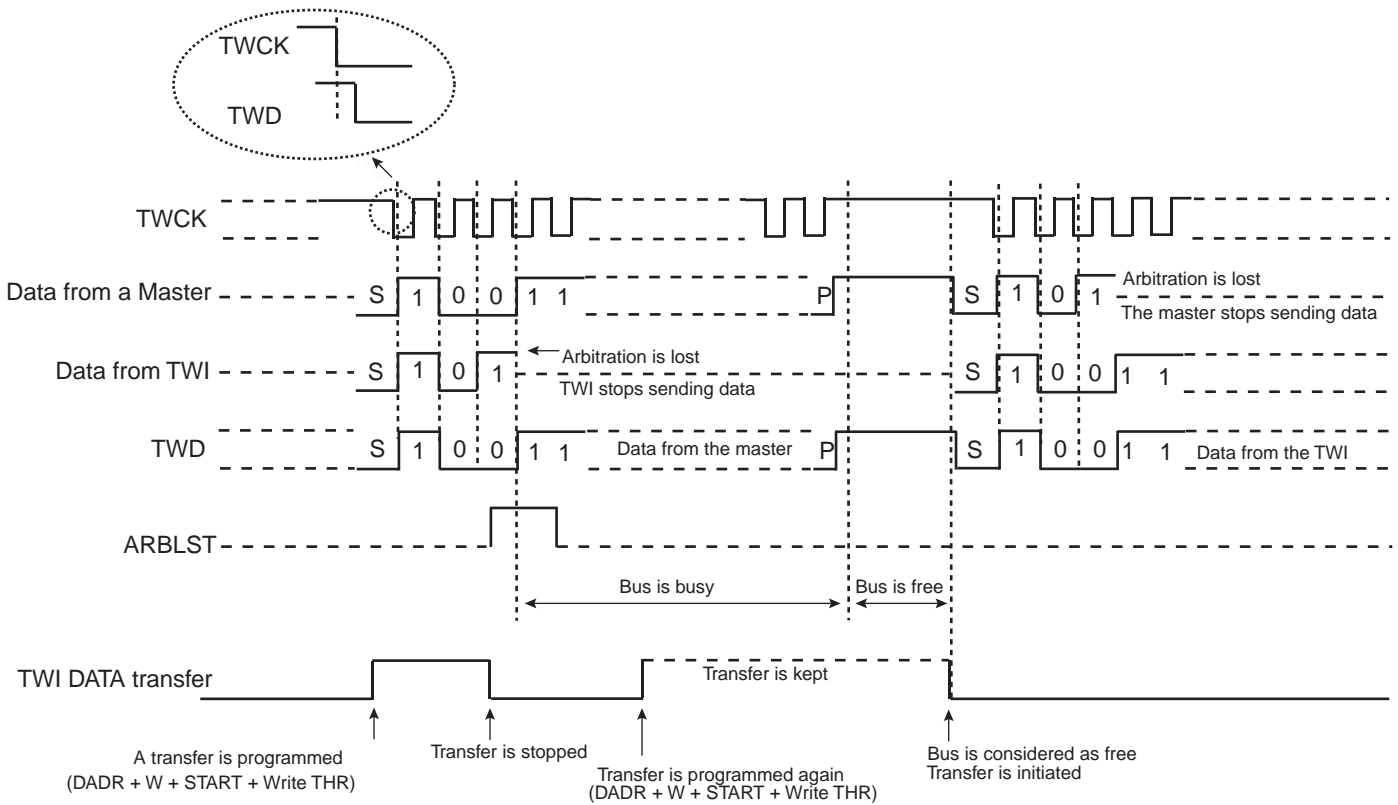 TWCK
TWD
TWCK
Data from a Master S 1 0 0 1 1 P S 1 0 1 Arbitration is lost
The master stops sending data
Data from TWI S 1 0 1 Arbitration is lost S 1 0 0 1 1
TWI stops sending data
TWD S 1 0 0 1 1 Data from the master P S 1 0 0 1 1 Data from the TWI
ARBLST
Bus is busy Bus is free
TWI DATA transfer Transfer is kept
A transfer is programmed
(DADR + W + START + Write THR)
Transfer is stopped
Transfer is programmed again
(DADR + W + START + Write THR)
Bus is considered as free
Transfer is initiated